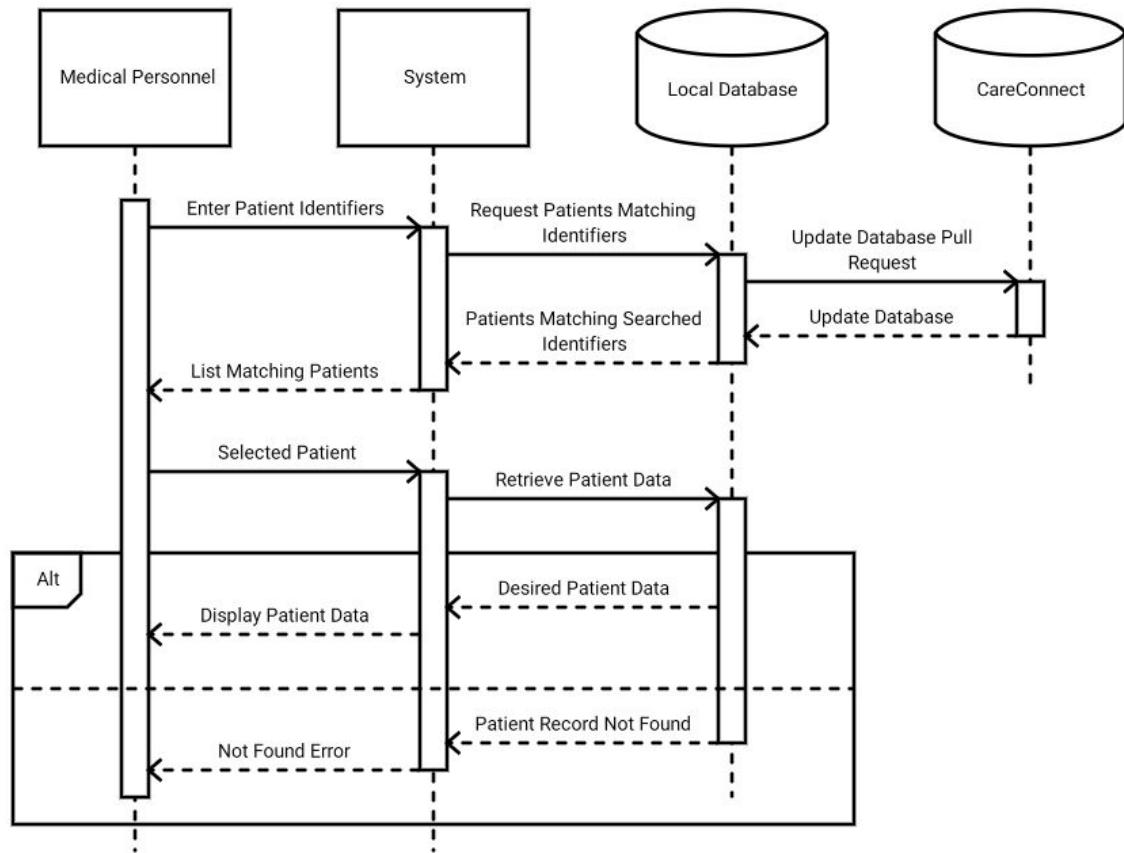 Medical Personnel
System
Local Database
CareConnect
Enter Patient Identifiers
Request Patients Matching
Identifiers
Update Database Pull
Request
Patients Matching Searched
Identifiers
Update Database
List Matching Patients
Selected Patient
Retrieve Patient Data
Alt
Desired Patient Data
Display Patient Data
Patient Record Not Found
Not Found Error